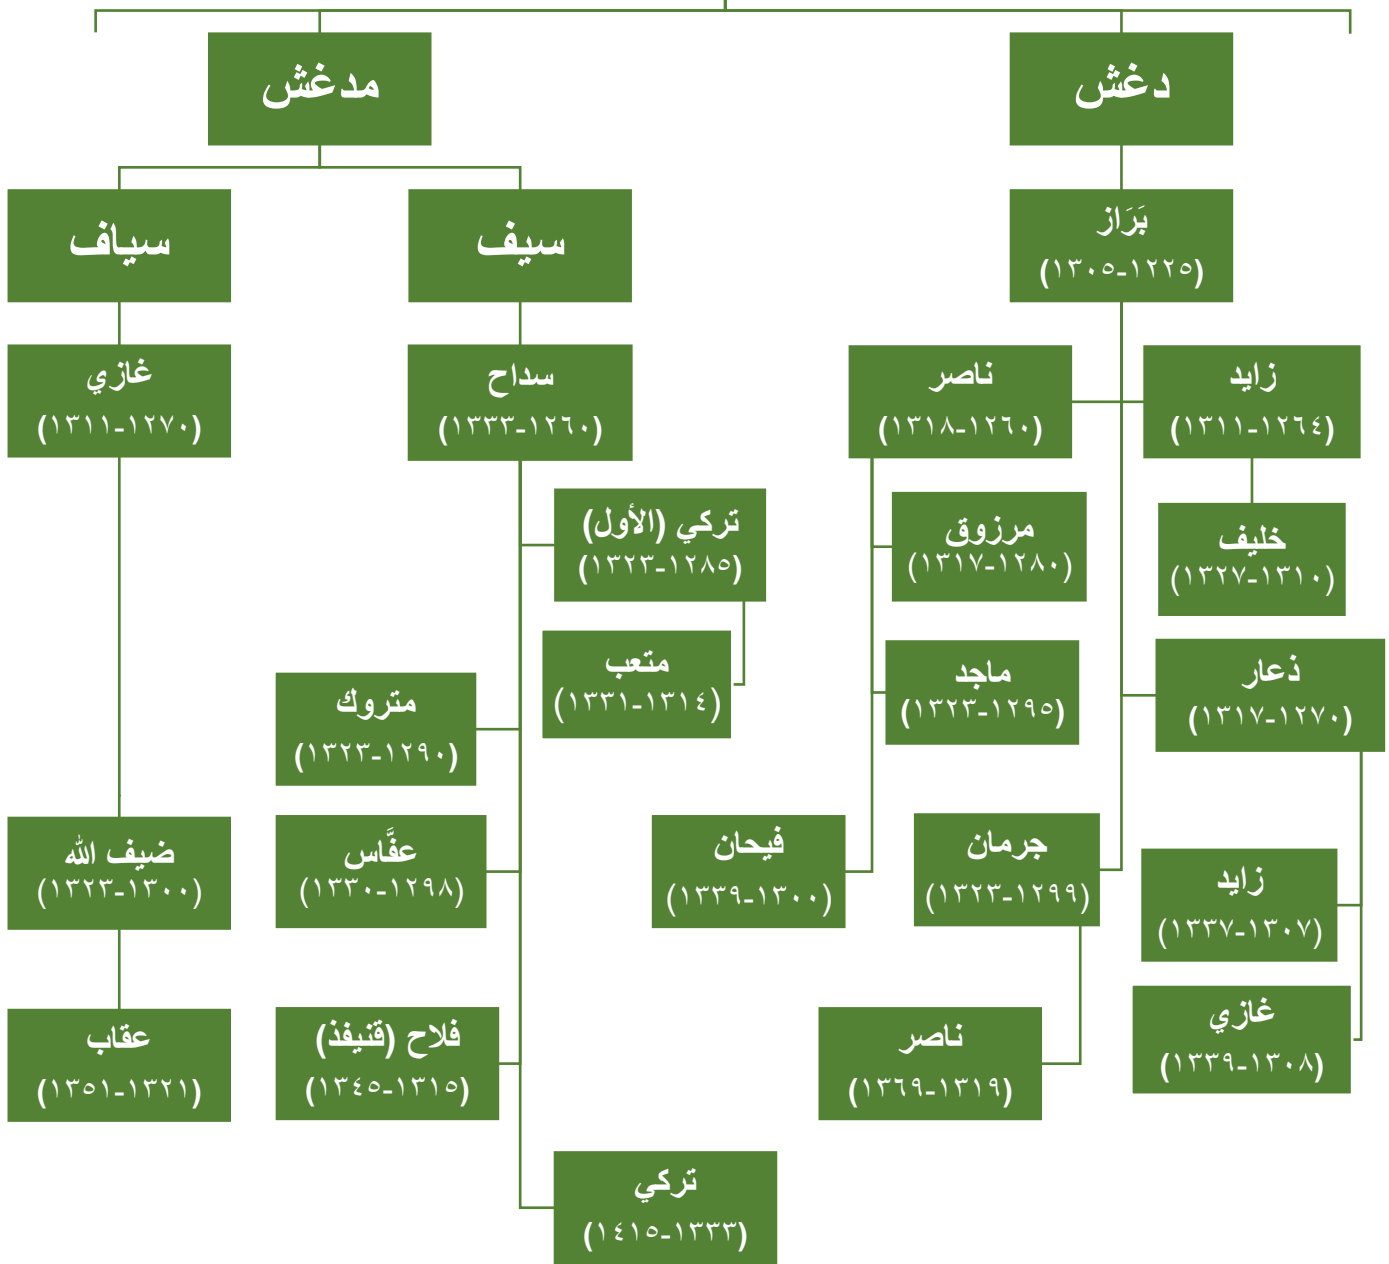 دغش
مدغش
بَرَاز
(١٢٢٥-١٣٠٥)
سيف
سياف
زايد
(١٢٦٤-١٣١١)
ناصر
(١٢٦٠-١٣١٨)
سداح
(١٢٦٠-١٣٣٣)
غازي
(١٢٧٠-١٣١١)
خليف
(١٣١٠-١٣٢٧)
مرزوق
(١٢٨٠-١٣١٧)
تركي (الأول)
(١٢٨٥-١٣٢٣)
ذعار
(١٢٧٠-١٣١٧)
ماجد
(١٢٩٥-١٣٢٣)
متعب
(١٣١٤-١٣٣١)
متروك
(١٢٩٠-١٣٢٣)
زايد
(١٣٠٧-١٣٣٧)
جرمان
(١٢٩٩-١٣٢٣)
فيحان
(١٣٠٠-١٣٣٩)
عفَّاس
(١٢٩٨-١٣٣٠)
ضيف الله
(١٣٠٠-١٣٢٣)
غازي
(١٣٠٨-١٣٣٩)
ناصر
(١٣١٩-١٣٦٩)
فلاح (قنيفذ)
(١٣١٥-١٣٤٥)
عقاب
(١٣٢١-١٣٥١)
تركي
(١٣٣٣-١٤١٥)